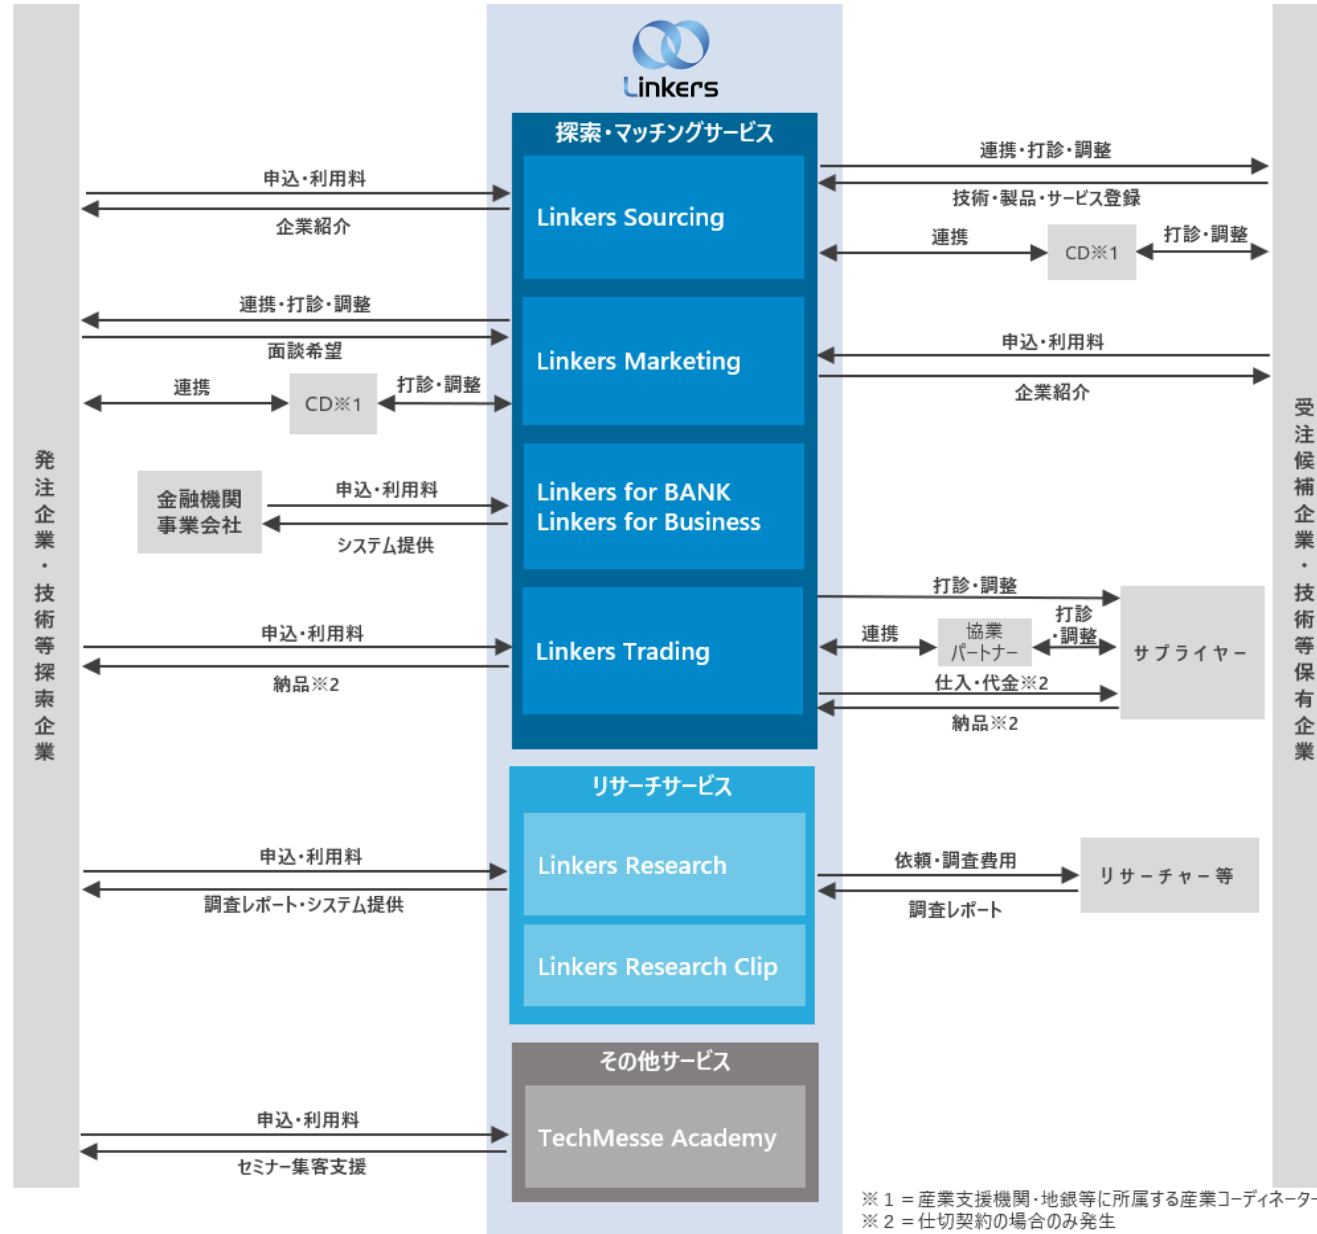 Linkers
発注企業・技術等探索企業
受注候補企業・技術等保有企業
探索・マッチングサービス
Linkers Sourcing
申込・利用料
企業紹介
連携・打診・調整
技術・製品・サービス登録
連携
CD※1
打診・調整
Linkers Marketing
連携・打診・調整
面談希望
連携
CD※1
打診・調整
申込・利用料
企業紹介
Linkers for BANK
Linkers for Business
金融機関
事業会社
申込・利用料
システム提供
Linkers Trading
申込・利用料
納品※2
打診・調整
連携
協業
パートナー
打診
・調整
サプライヤー
仕入・代金※2
納品※2
リサーチサービス
Linkers Research
申込・利用料
調査レポート・システム提供
依頼・調査費用
調査レポート
リサーチャー等
Linkers Research Clip
その他サービス
TechMesse Academy
申込・利用料
セミナー集客支援
※1=産業支援機関・地銀等に所属する産業コーディネーター
※2=仕切契約の場合のみ発生